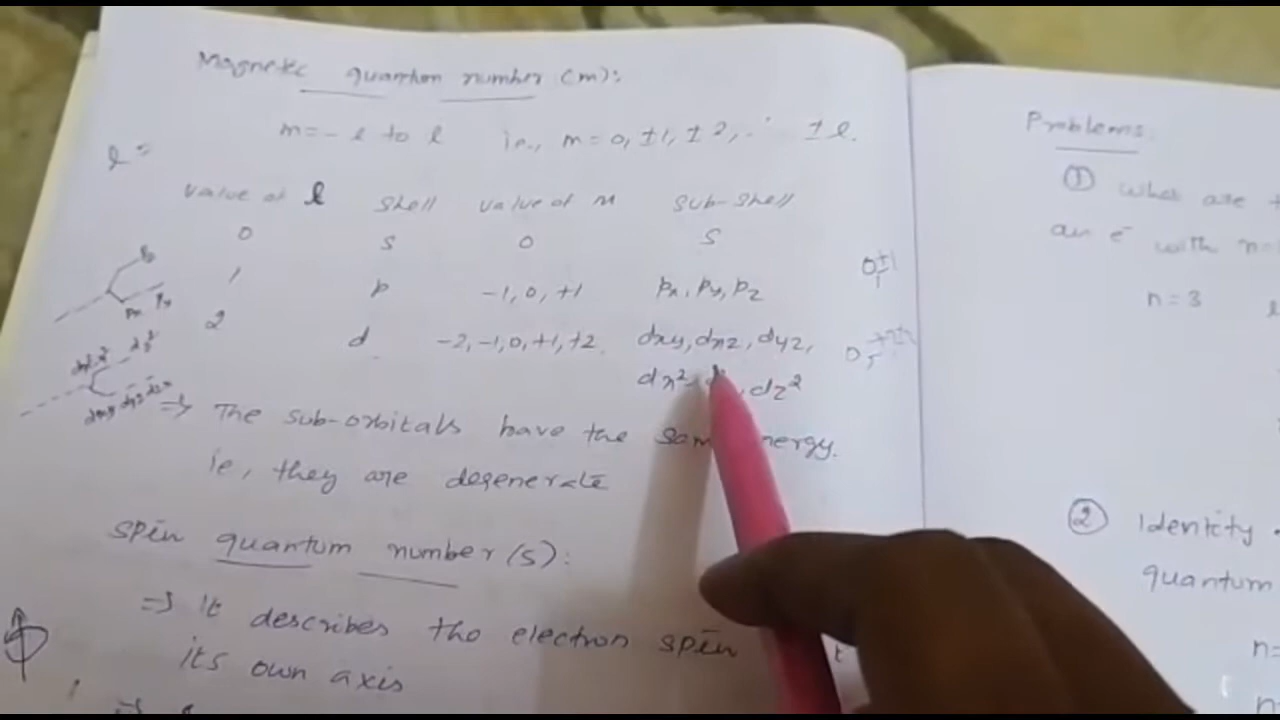 Magnetic quantum number (m):
m = - l to l i.e., m = 0, ±1, ±2, ... ±l.
l =
Value of l Shell Value of m Sub-shell
0 s 0 s
1 p -1, 0, +1 px, py, pz
2 d -2, -1, 0, +1, +2. dxy, dxz, dyz,
dx²- , dz²
=> The sub-orbitals have the same energy.
ie, they are degenerate
Spin quantum number (s):
=> It describes the electron spin
its own axis
Problems:
① What are
an e⁻ with n=
n = 3
② Identity
quantum
n=